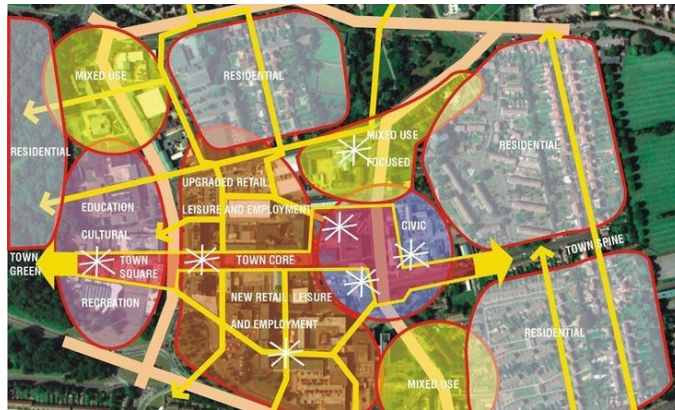 MIXED USE
RESIDENTIAL
RESIDENTIAL
MIXED USE
FOCUSED
RESIDENTIAL
UPGRADED RETAIL,
LEISURE AND EMPLOYMENT
EDUCATION
CULTURAL
CIVIC
TOWN
GREEN
TOWN
SQUARE
TOWN CORE
TOWN SPINE
RECREATION
NEW RETAIL LEISURE
AND EMPLOYMENT
RESIDENTIAL
MIXED USE